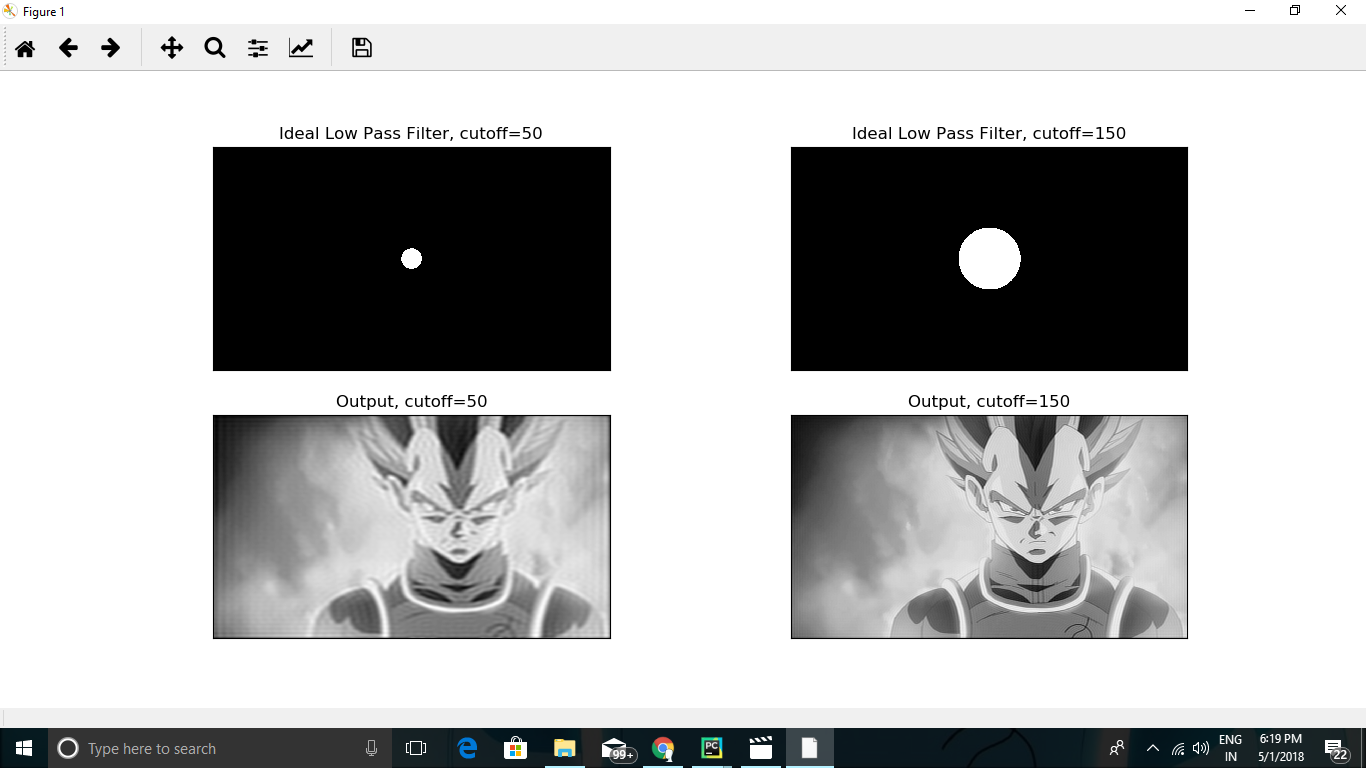 Figure 1
Ideal Low Pass Filter, cutoff=50
Ideal Low Pass Filter, cutoff=150
Output, cutoff=50
Output, cutoff=150
Type here to search
99+
PC
ENG
IN
6:19 PM
5/1/2018
22